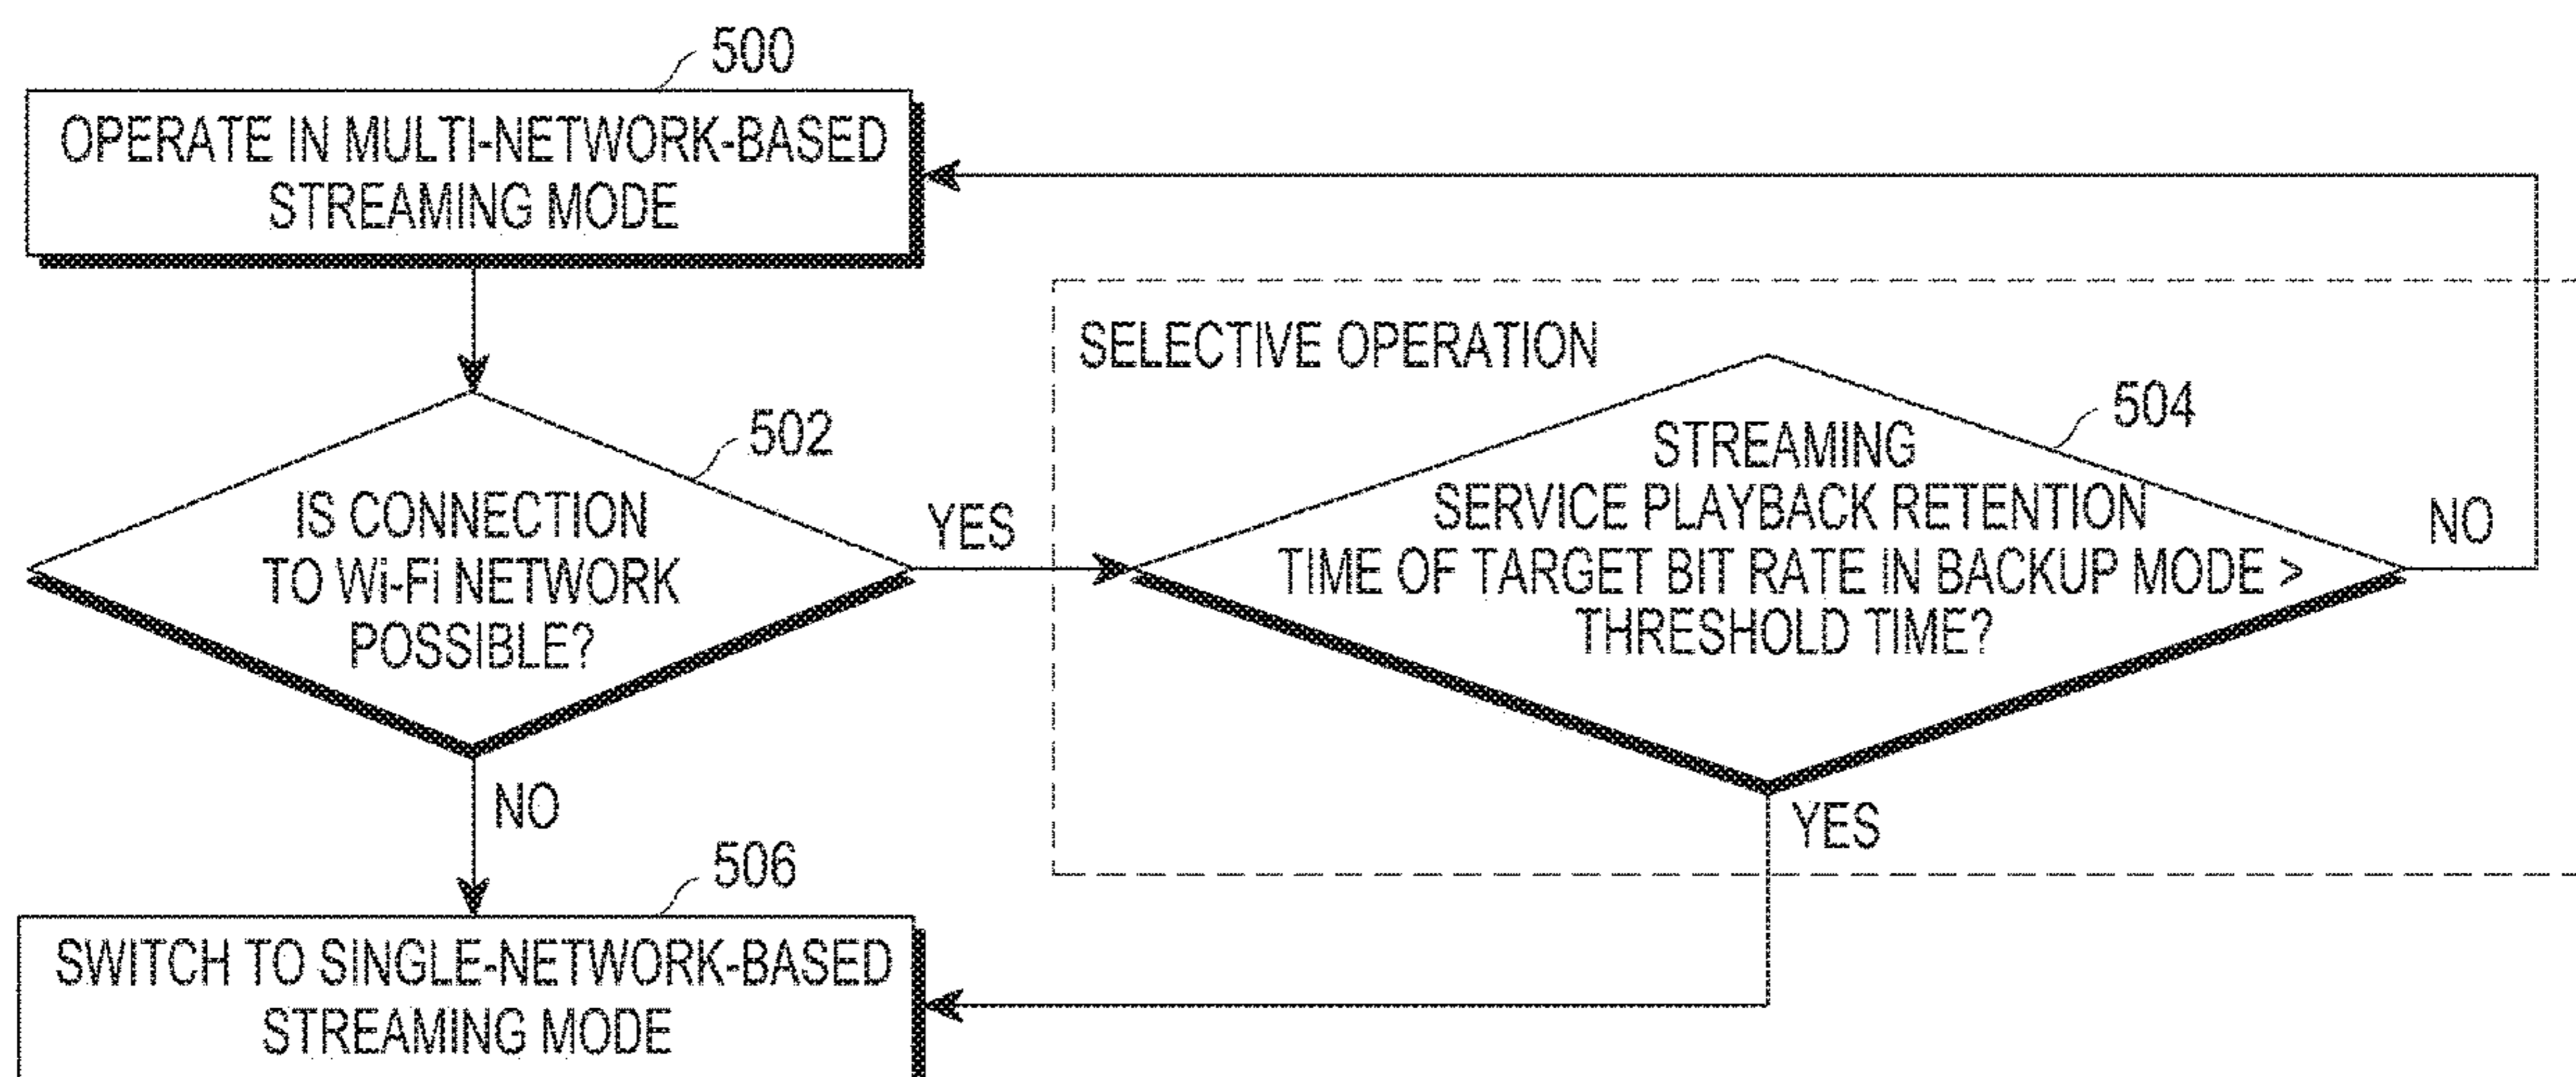 500
OPERATE IN MULTI-NETWORK-BASED
STREAMING MODE
SELECTIVE OPERATION
502
IS CONNECTION
TO Wi-Fi NETWORK
POSSIBLE?
YES
504
STREAMING
SERVICE PLAYBACK RETENTION
TIME OF TARGET BIT RATE IN BACKUP MODE >
THRESHOLD TIME?
NO
NO
YES
506
SWITCH TO SINGLE-NETWORK-BASED
STREAMING MODE